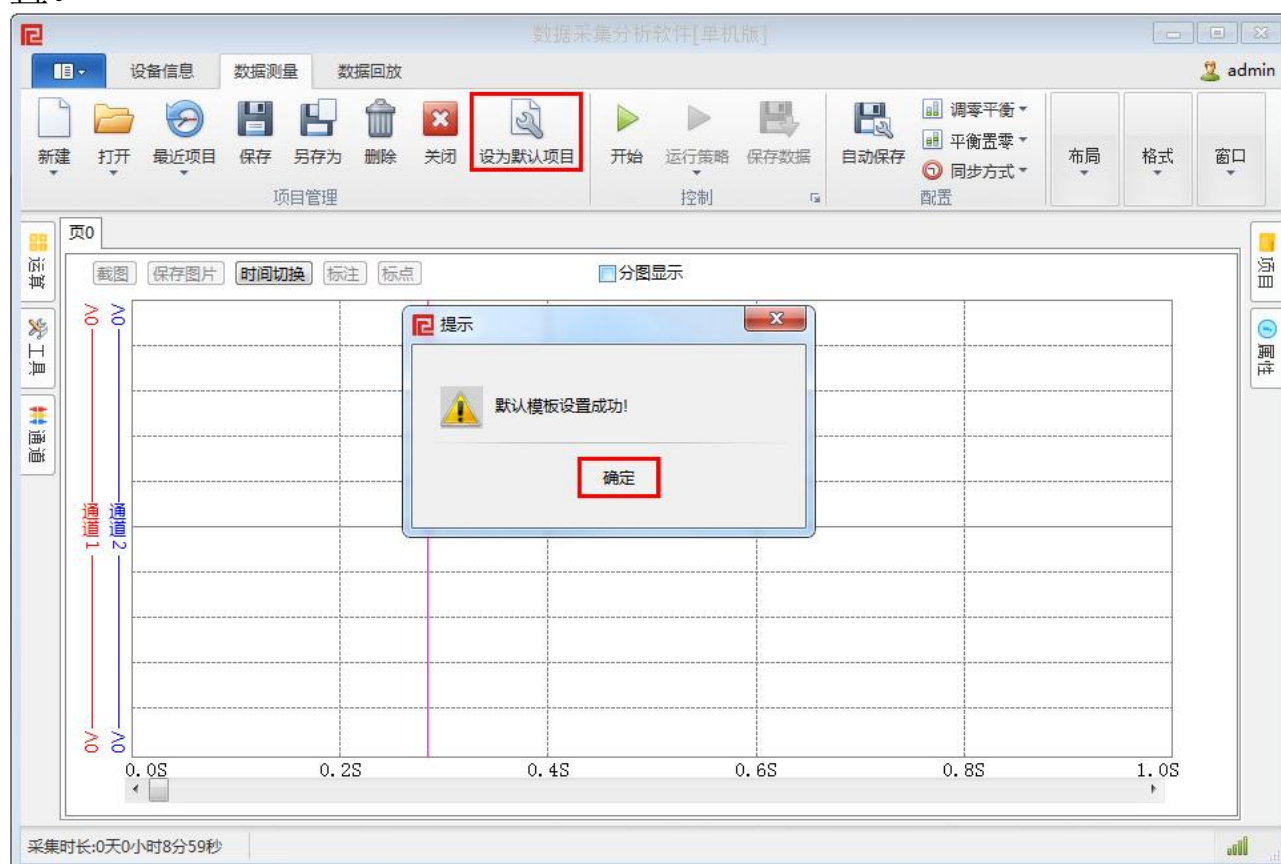 数据采集分析软件[单机版]
设备信息 数据测量 数据回放 admin
新建 打开 最近项目 保存 另存为 删除 关闭 设为默认项目 开始 运行策略 保存数据 自动保存 调零平衡 布局 格式 窗口
平衡置零
同步方式
项目管理 控制 配置
页0
截图 保存图片 时间切换 标注 标点 分图显示
运算
工具
通道
项目
属性
0V 0V
通道1 通道2
0V 0V
提示
默认模板设置成功!
确定
0.0S 0.2S 0.4S 0.6S 0.8S 1.0S
采集时长:0天0小时8分59秒